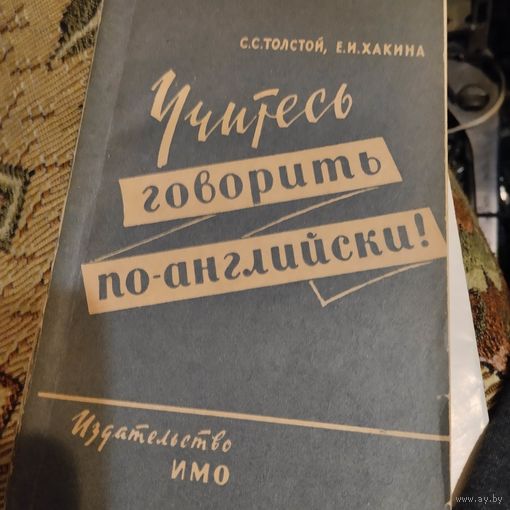 С.С.ТОЛСТОЙ, Е.И.ХАКИНА
Учитесь
говорить
по-английски!
Издательство
ИМО
www.ay.by